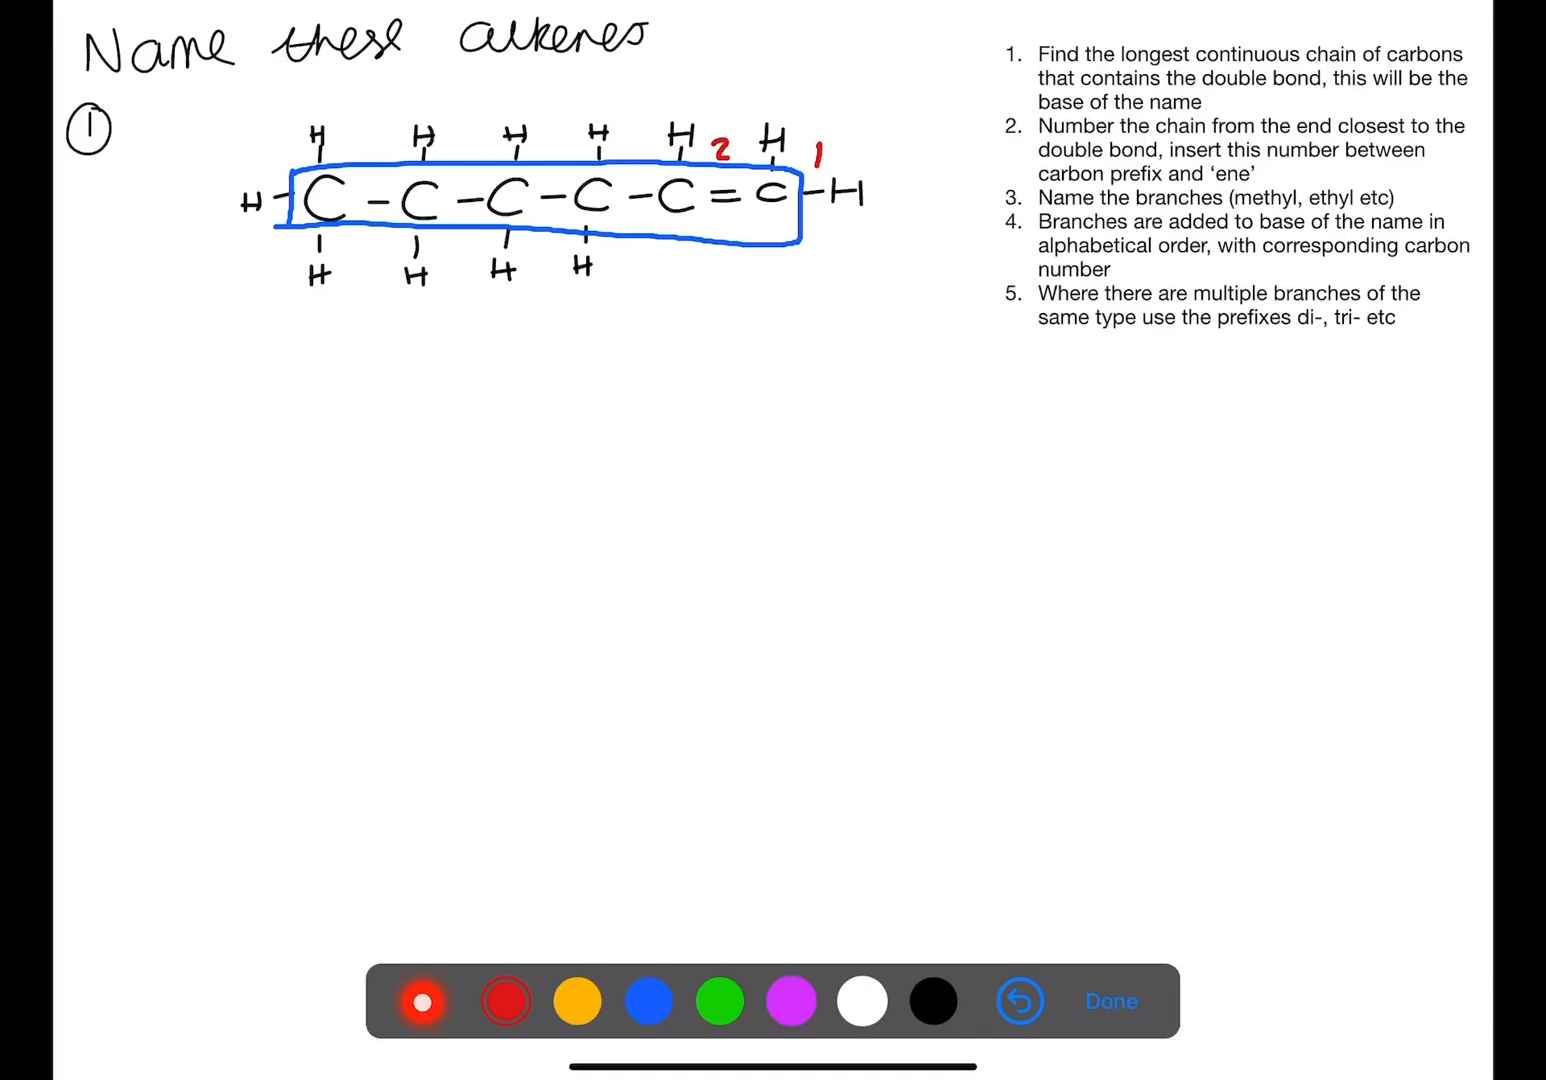 Name these alkenes
①
H H H H H 2 H 1
H - C - C - C - C - C = C - H
H H H H
1. Find the longest continuous chain of carbons
that contains the double bond, this will be the
base of the name
2. Number the chain from the end closest to the
double bond, insert this number between
carbon prefix and ‘ene’
3. Name the branches (methyl, ethyl etc)
4. Branches are added to base of the name in
alphabetical order, with corresponding carbon
number
5. Where there are multiple branches of the
same type use the prefixes di-, tri- etc
Done